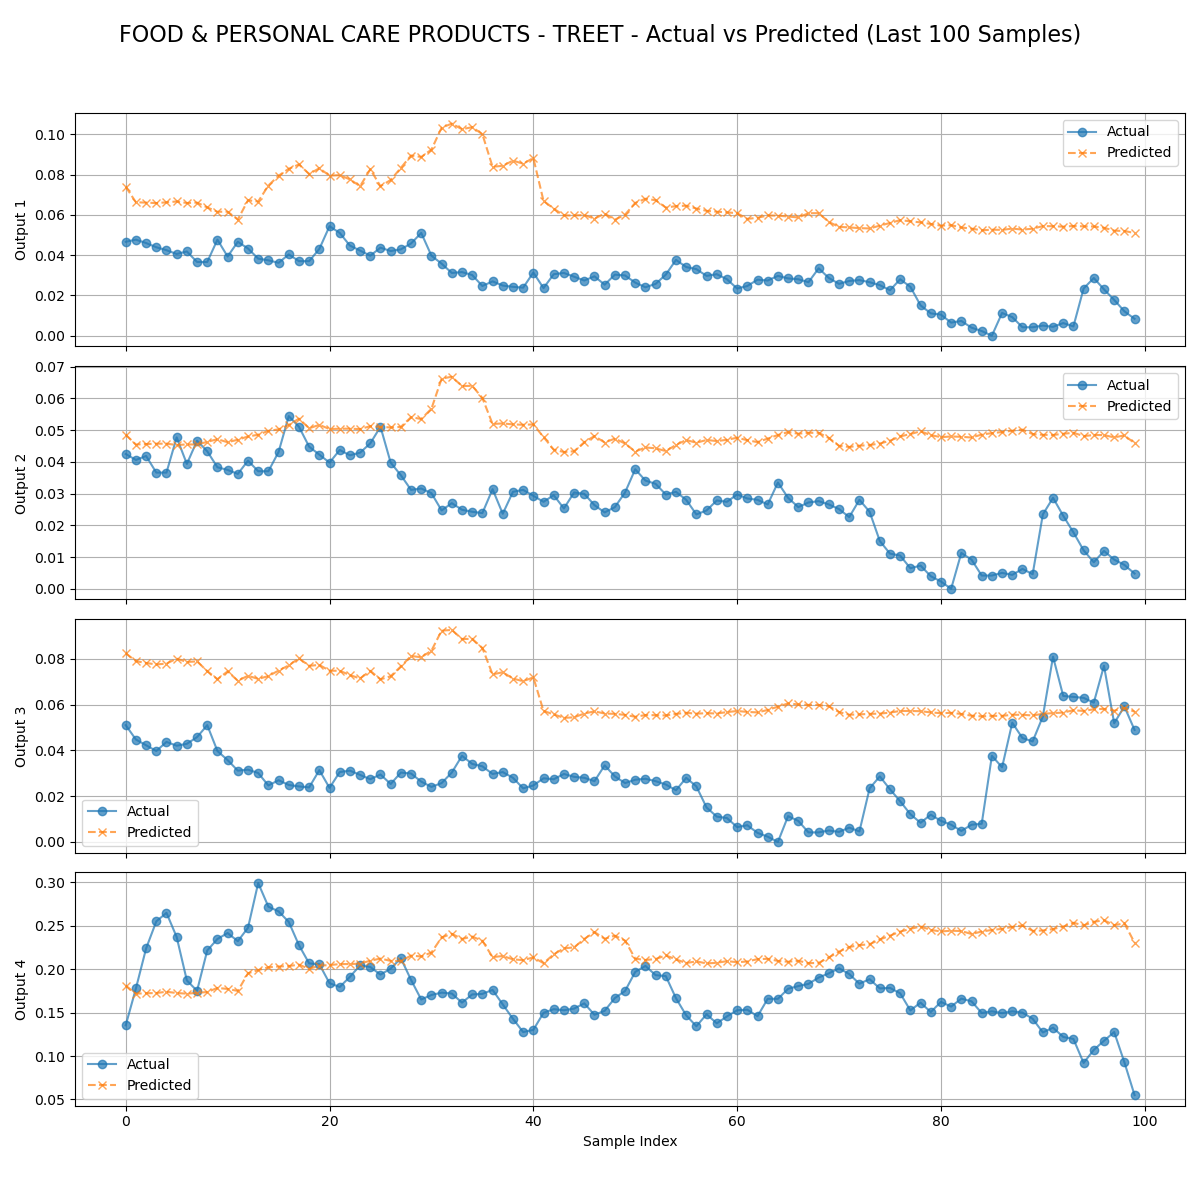 FOOD & PERSONAL CARE PRODUCTS - TREET - Actual vs Predicted (Last 100 Samples)
Output 1
0.10
0.08
0.06
0.04
0.02
0.00
Actual
Predicted
Output 2
0.07
0.06
0.05
0.04
0.03
0.02
0.01
0.00
Actual
Predicted
Output 3
0.08
0.06
0.04
0.02
0.00
Actual
Predicted
Output 4
0.30
0.25
0.20
0.15
0.10
0.05
Actual
Predicted
0 20 40 60 80 100
Sample Index